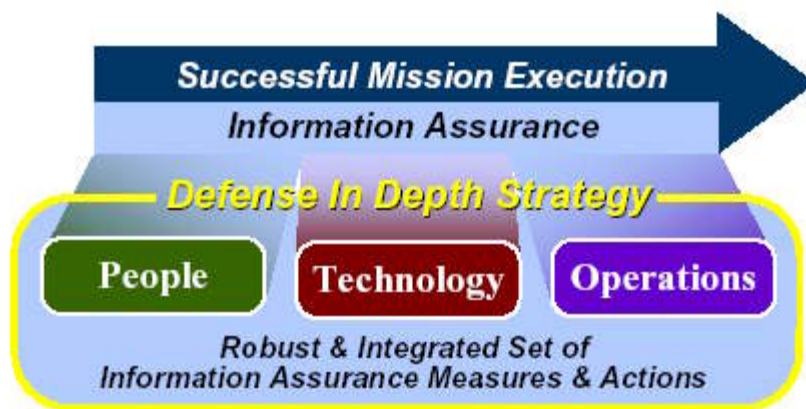 Successful Mission Execution
Information Assurance
Defense In Depth Strategy
People
Technology
Operations
Robust & Integrated Set of
Information Assurance Measures & Actions